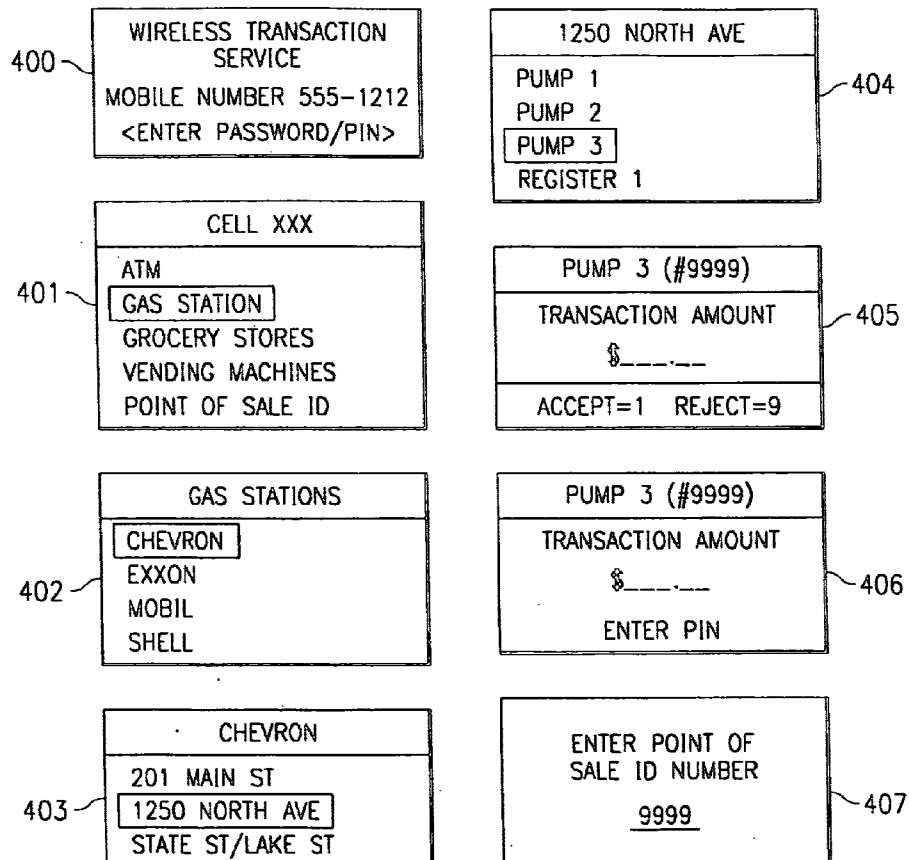 400
WIRELESS TRANSACTION
SERVICE
MOBILE NUMBER 555-1212
<ENTER PASSWORD/PIN>
401
CELL XXX
ATM
GAS STATION
GROCERY STORES
VENDING MACHINES
POINT OF SALE ID
402
GAS STATIONS
CHEVRON
EXXON
MOBIL
SHELL
403
CHEVRON
201 MAIN ST
1250 NORTH AVE
STATE ST/LAKE ST
1250 NORTH AVE
404
PUMP 1
PUMP 2
PUMP 3
REGISTER 1
PUMP 3 (#9999)
405
TRANSACTION AMOUNT
$___.__
ACCEPT=1 REJECT=9
PUMP 3 (#9999)
406
TRANSACTION AMOUNT
$___.__
ENTER PIN
407
ENTER POINT OF
SALE ID NUMBER
9999